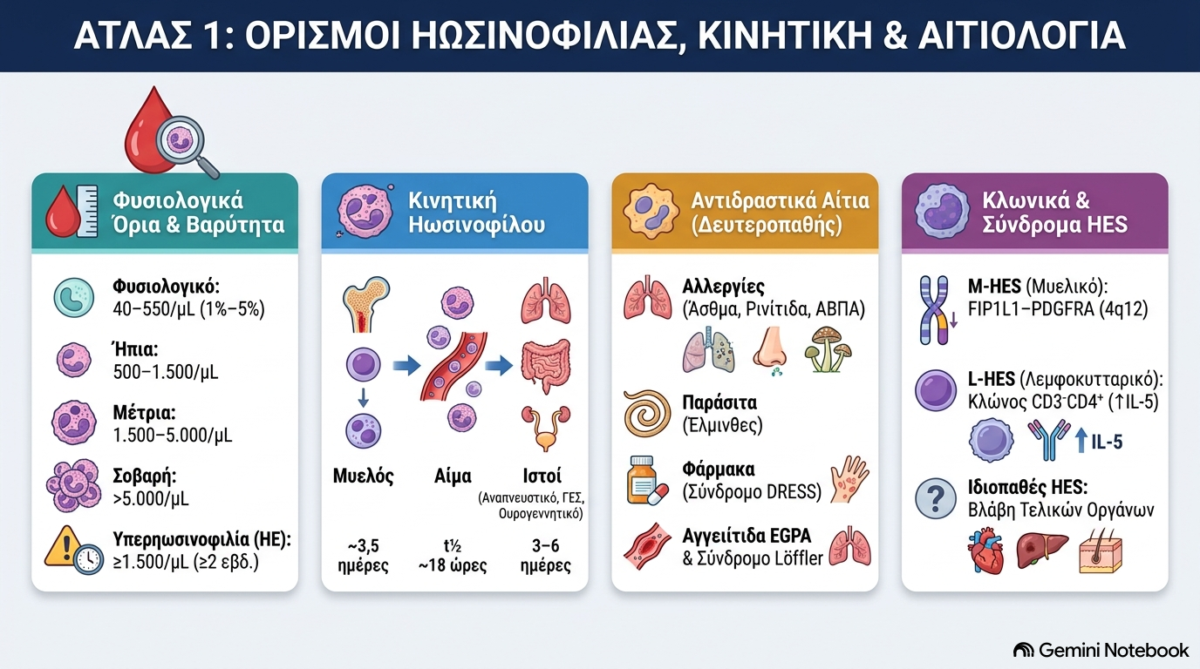 ΑΤΛΑΣ 1: ΟΡΙΣΜΟΙ ΗΩΣΙΝΟΦΙΛΙΑΣ, ΚΙΝΗΤΙΚΗ & ΑΙΤΙΟΛΟΓΙΑ
Φυσιολογικά
Όρια & Βαρύτητα
Φυσιολογικό:
40–550/μL (1%–5%)
Ήπια:
500–1.500/μL
Μέτρια:
1.500–5.000/μL
Σοβαρή:
>5.000/μL
Υπερηωσινοφιλία (HE):
≥1.500/μL (≥2 εβδ.)
Κινητική
Ηωσινοφίλου
Μυελός
Αίμα
Ιστοί
(Αναπνευστικό, ΓΕΣ,
Ουρογεννητικό)
~3,5
ημέρες
t½
~18 ώρες
3–6
ημέρες
Αντιδραστικά Αίτια
(Δευτεροπαθής)
Αλλεργίες
(Άσθμα, Ρινίτιδα, ΑΒΠΑ)
Παράσιτα
(Έλμινθες)
Φάρμακα
(Σύνδρομο DRESS)
Αγγειίτιδα EGPA
& Σύνδρομο Löffler
Κλωνικά &
Σύνδρομα HES
M-HES (Μυελικό):
FIP1L1–PDGFRA (4q12)
L-HES (Λεμφοκυτταρικό):
Κλώνος CD3⁻CD4⁺ (↑IL-5)
IL-5
?
Ιδιοπαθές HES:
Βλάβη Τελικών Οργάνων
Gemini Notebook